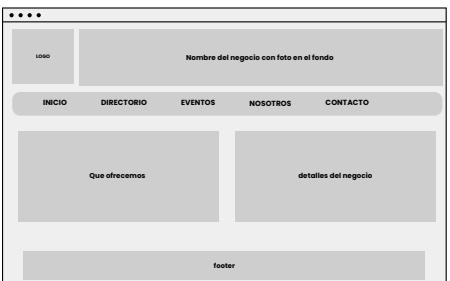 LOGO
Nombre del negocio con foto en el fondo
INICIO DIRECTORIO EVENTOS NOSOTROS CONTACTO
Que ofrecemos
detalles del negocio
footer